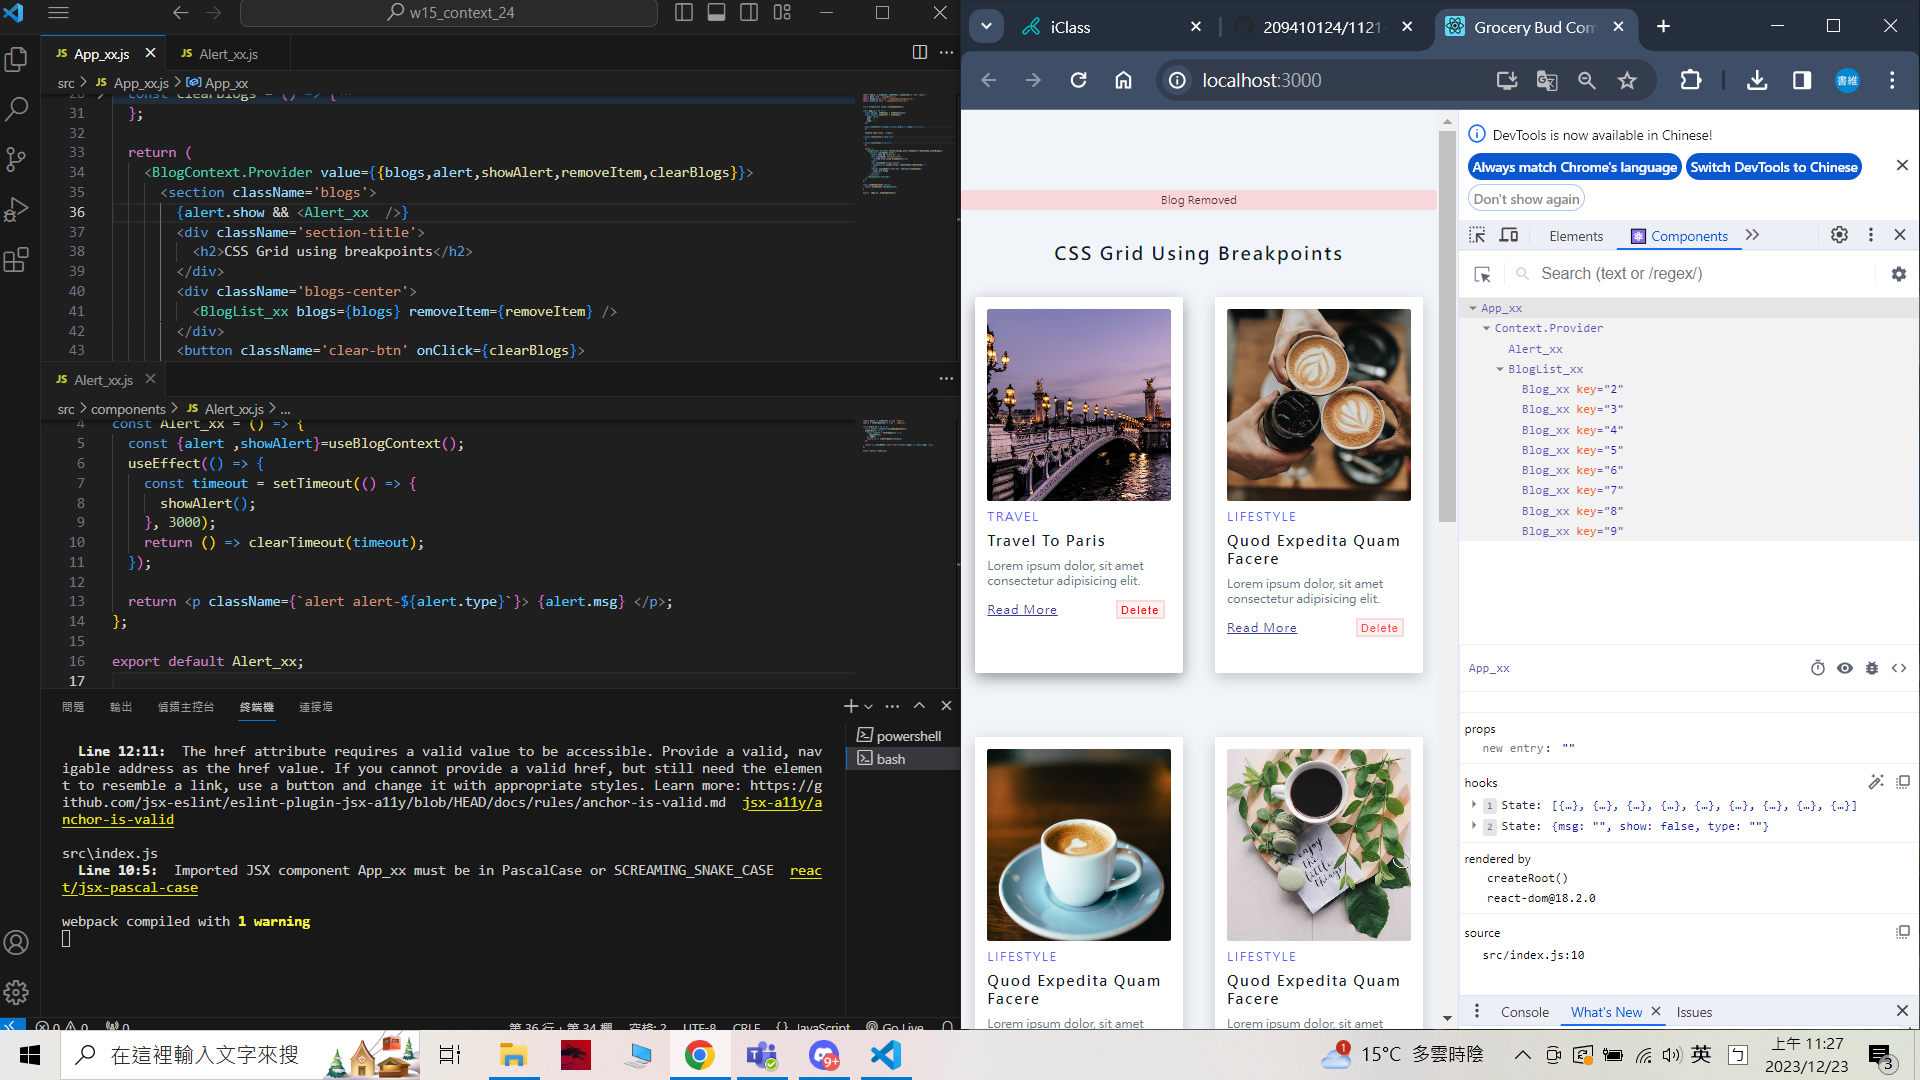 w15_context_24
JS App_xx.js
JS Alert_xx.js
src > JS App_xx.js > App_xx
const clearBlogs = () => { ...
31 };
32
33 return (
34 <BlogContext.Provider value={{blogs,alert,showAlert,removeItem,clearBlogs}}>
35 <section className='blogs'>
36 {alert.show && <Alert_xx  />}
37 <div className='section-title'>
38 <h2>CSS Grid using breakpoints</h2>
39 </div>
40 <div className='blogs-center'>
41 <BlogList_xx blogs={blogs} removeItem={removeItem} />
42 </div>
43 <button className='clear-btn' onClick={clearBlogs}>
JS Alert_xx.js
src > components > JS Alert_xx.js > ...
4 const Alert_xx = () => {
5 const {alert ,showAlert}=useBlogContext();
6 useEffect(() => {
7 const timeout = setTimeout(() => {
8 showAlert();
9 }, 3000);
10 return () => clearTimeout(timeout);
11 });
12
13 return <p className={`alert alert-${alert.type}`}> {alert.msg} </p>;
14 };
15
16 export default Alert_xx;
17
問題 輸出 偵錯主控台 終端機 連接埠
powershell
bash
Line 12:11:  The href attribute requires a valid value to be accessible. Provide a valid, nav
igable address as the href value. If you cannot provide a valid href, but still need the elemen
t to resemble a link, use a button and change it with appropriate styles. Learn more: https://g
ithub.com/jsx-eslint/eslint-plugin-jsx-a11y/blob/HEAD/docs/rules/anchor-is-valid.md  jsx-a11y/a
nchor-is-valid
src\index.js
Line 10:5:  Imported JSX component App_xx must be in PascalCase or SCREAMING_SNAKE_CASE  reac
t/jsx-pascal-case
webpack compiled with 1 warning
0 0 0 第 36 行，第 34 欄 空格: 2 UTF-8 CRLF {} JavaScript Go Live
iClass
209410124/1121-
Grocery Bud Com
localhost:3000
書維
Blog Removed
CSS Grid Using Breakpoints
TRAVEL
Travel To Paris
Lorem ipsum dolor, sit amet
consectetur adipisicing elit.
Read More Delete
LIFESTYLE
Quod Expedita Quam
Facere
Lorem ipsum dolor, sit amet
consectetur adipisicing elit.
Read More Delete
enjoy
the
little
things
LIFESTYLE
Quod Expedita Quam
Facere
Lorem ipsum dolor, sit amet
LIFESTYLE
Quod Expedita Quam
Facere
Lorem ipsum dolor, sit amet
DevTools is now available in Chinese!
Always match Chrome's language Switch DevTools to Chinese
Don't show again
Elements Components
Search (text or /regex/)
App_xx
Context.Provider
Alert_xx
BlogList_xx
Blog_xx key="2"
Blog_xx key="3"
Blog_xx key="4"
Blog_xx key="5"
Blog_xx key="6"
Blog_xx key="7"
Blog_xx key="8"
Blog_xx key="9"
App_xx
props
new entry: ""
hooks
1 State: [{…}, {…}, {…}, {…}, {…}, {…}, {…}, {…}, {…}]
2 State: {msg: "", show: false, type: ""}
rendered by
createRoot()
react-dom@18.2.0
source
src/index.js:10
Console What's New Issues
在這裡輸入文字來搜
9+
1
15°C 多雲時陰
英
ㄅ
上午 11:27
2023/12/23
3